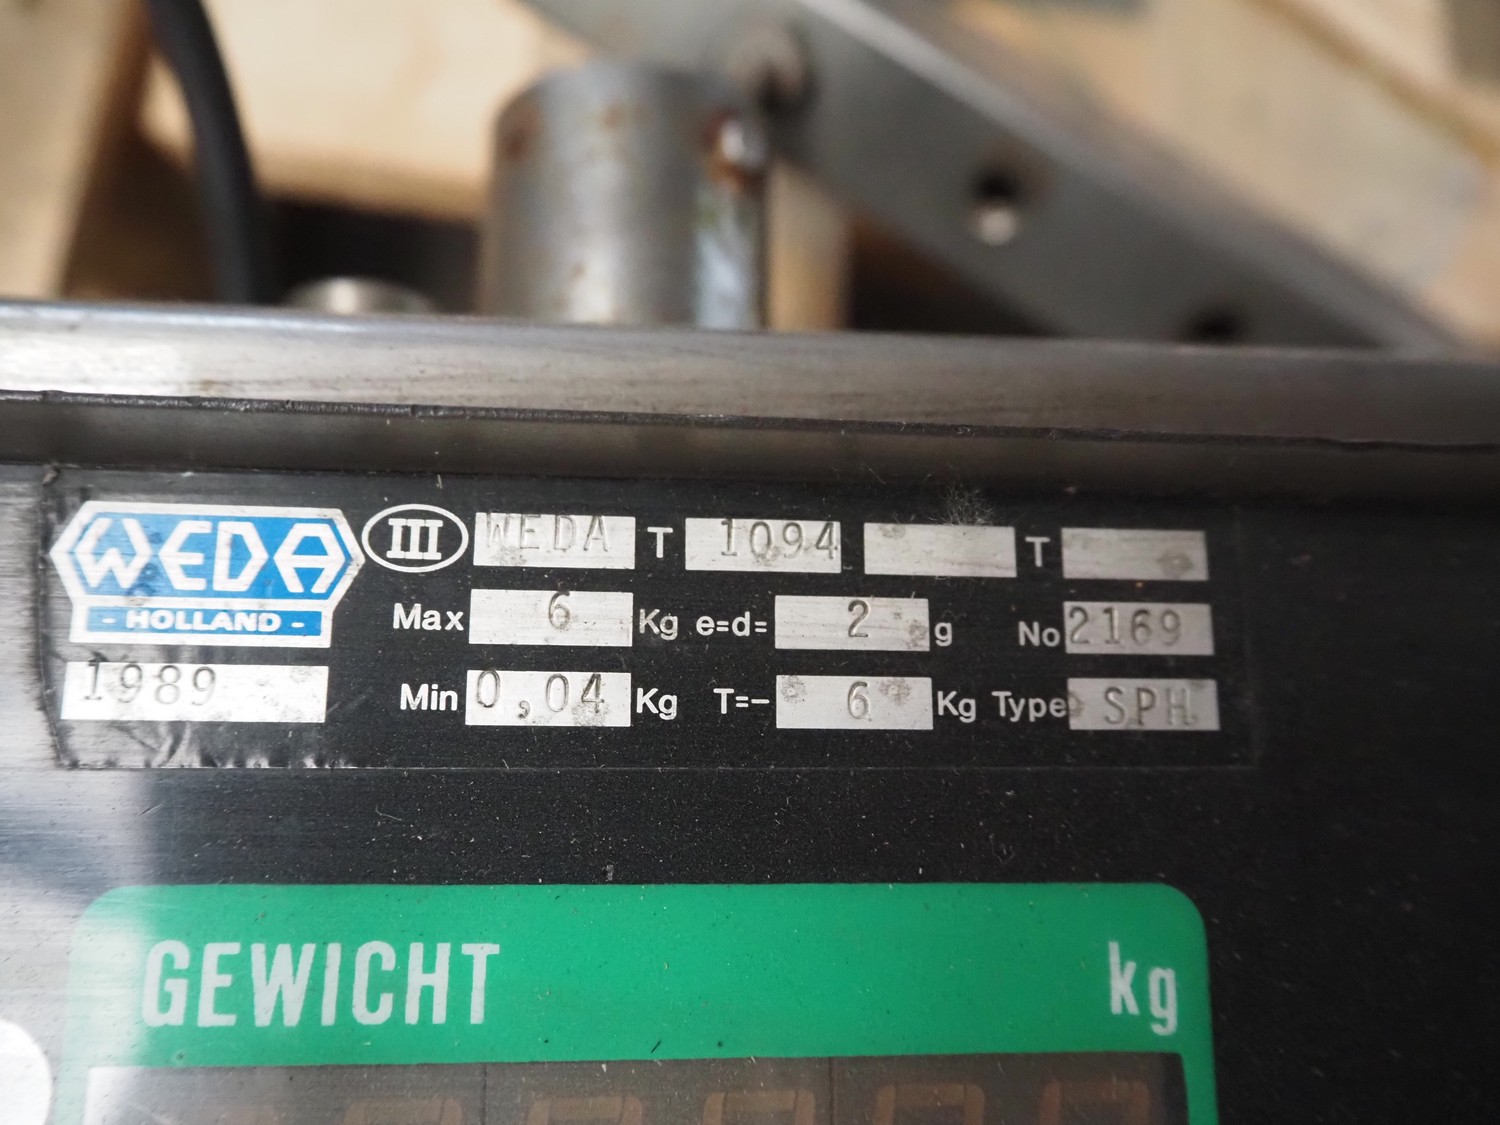 WEDA III WEDA T 1094 T
- HOLLAND - Max 6 Kg e=d= 2 g No 2169
1989 Min 0,04 Kg T=- 6 Kg Type SPH
GEWICHT kg